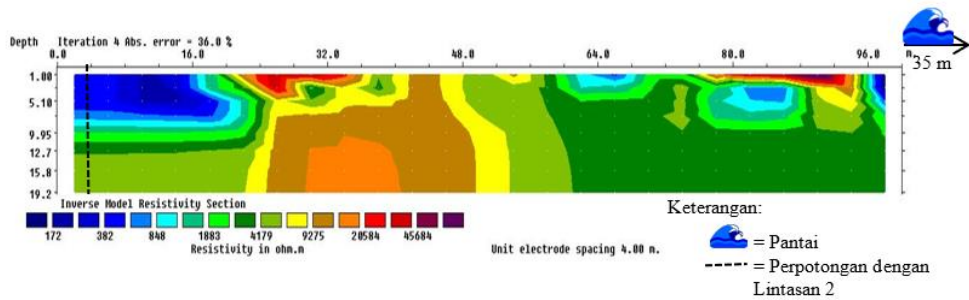 Depth Iteration 4 Abs. error = 36.0 %
0.0 16.0 32.0 48.0 64.0 80.0 96.0 m.
35 m
1.00
5.10
9.95
12.7
15.8
19.2
Inverse Model Resistivity Section
172 382 848 1883 4179 9275 20584 45684
Resistivity in ohm.m
Unit electrode spacing 4.00 m.
Keterangan:
= Pantai
= Perpotongan dengan
Lintasan 2